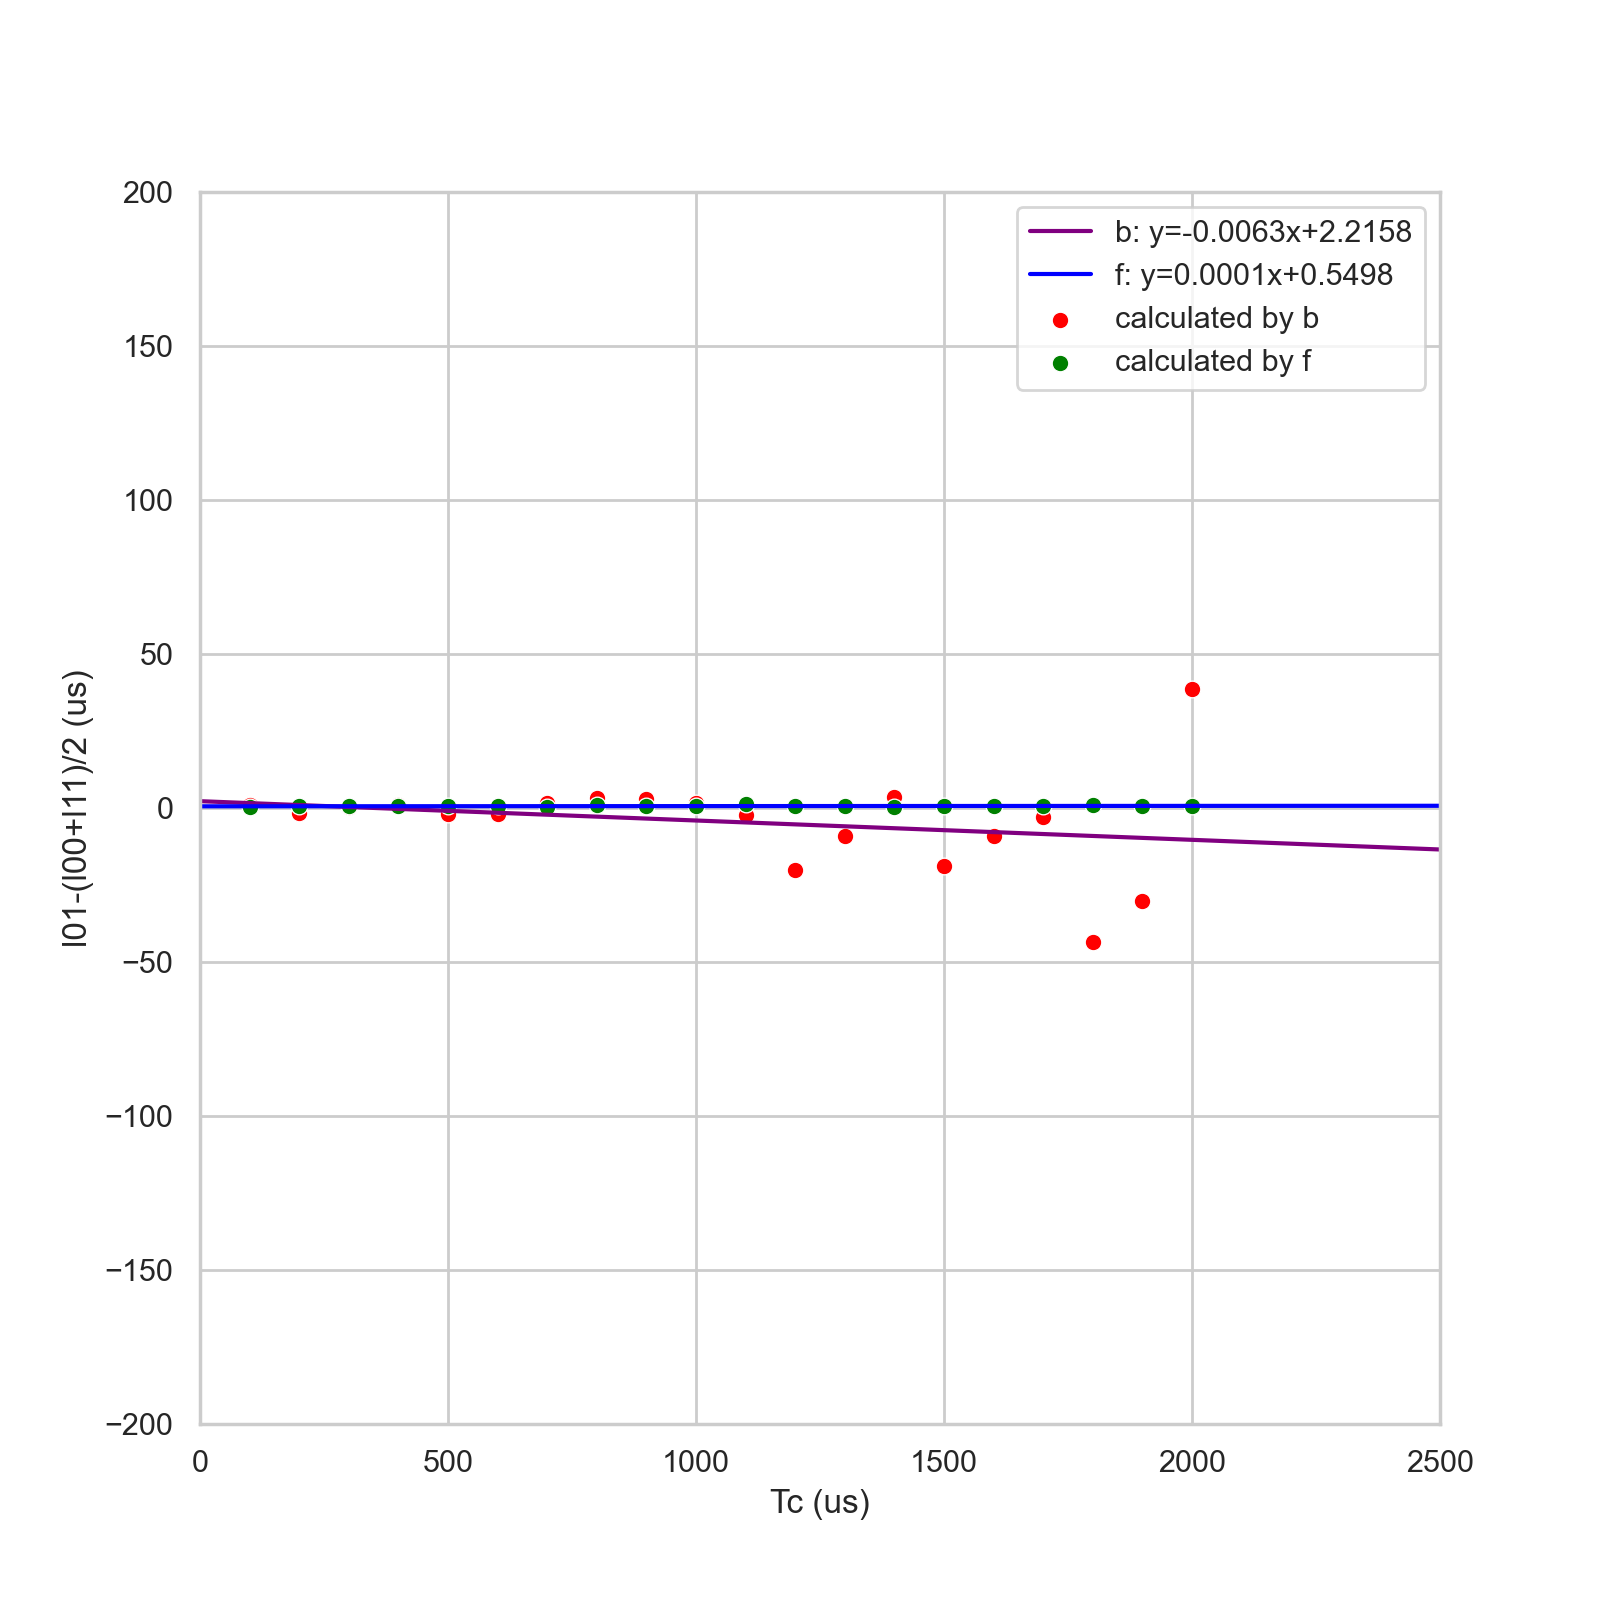 200
150
100
50
0
−50
−100
−150
−200
0 500 1000 1500 2000 2500
Tc (us)
I01-(I00+I11)/2 (us)
b: y=-0.0063x+2.2158
f: y=0.0001x+0.5498
calculated by b
calculated by f